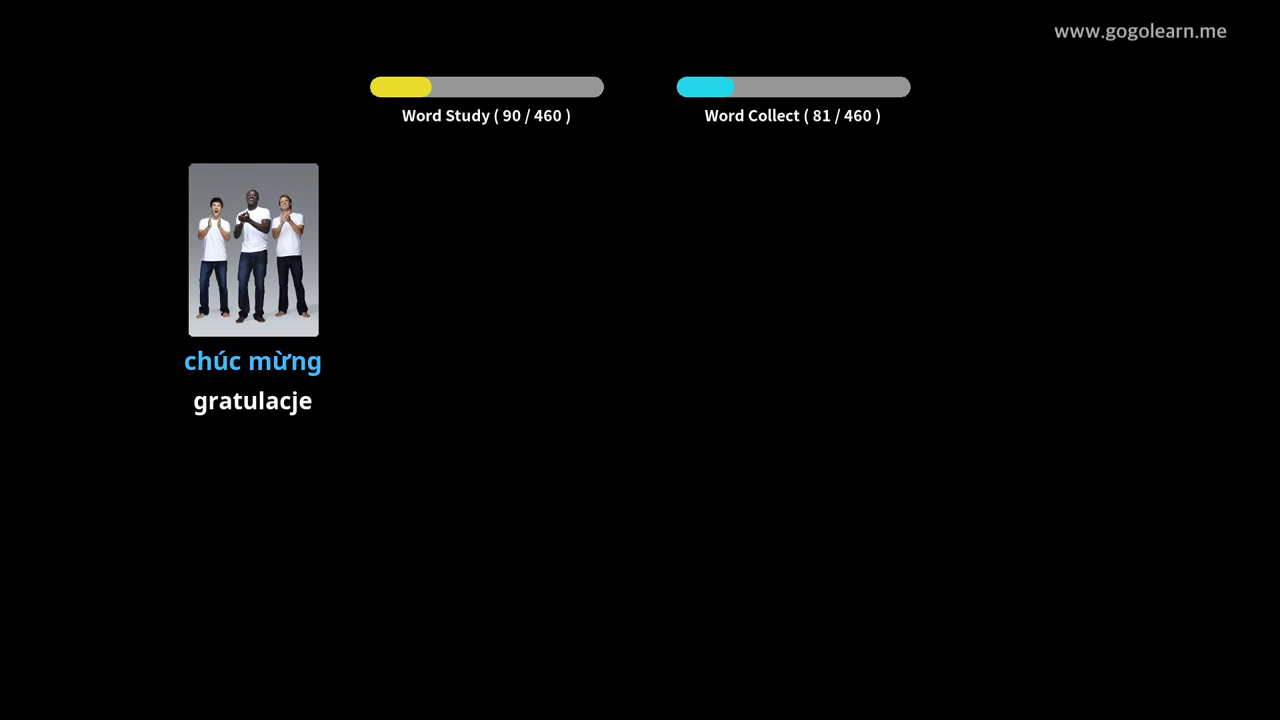 www.gogolearn.me
Word Study ( 90 / 460 )
Word Collect ( 81 / 460 )
chúc mừng
gratulacje